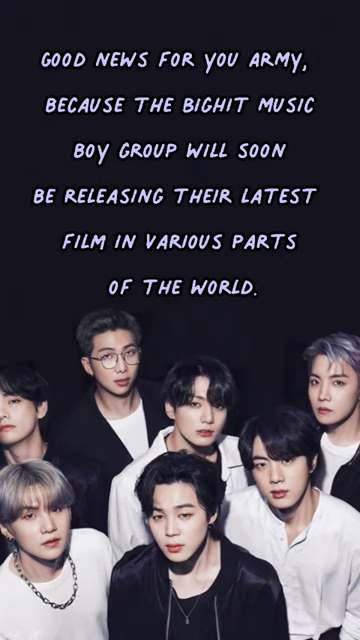 GOOD NEWS FOR YOU ARMY,
BECAUSE THE BIGHIT MUSIC
BOY GROUP WILL SOON
BE RELEASING THEIR LATEST
FILM IN VARIOUS PARTS
OF THE WORLD.